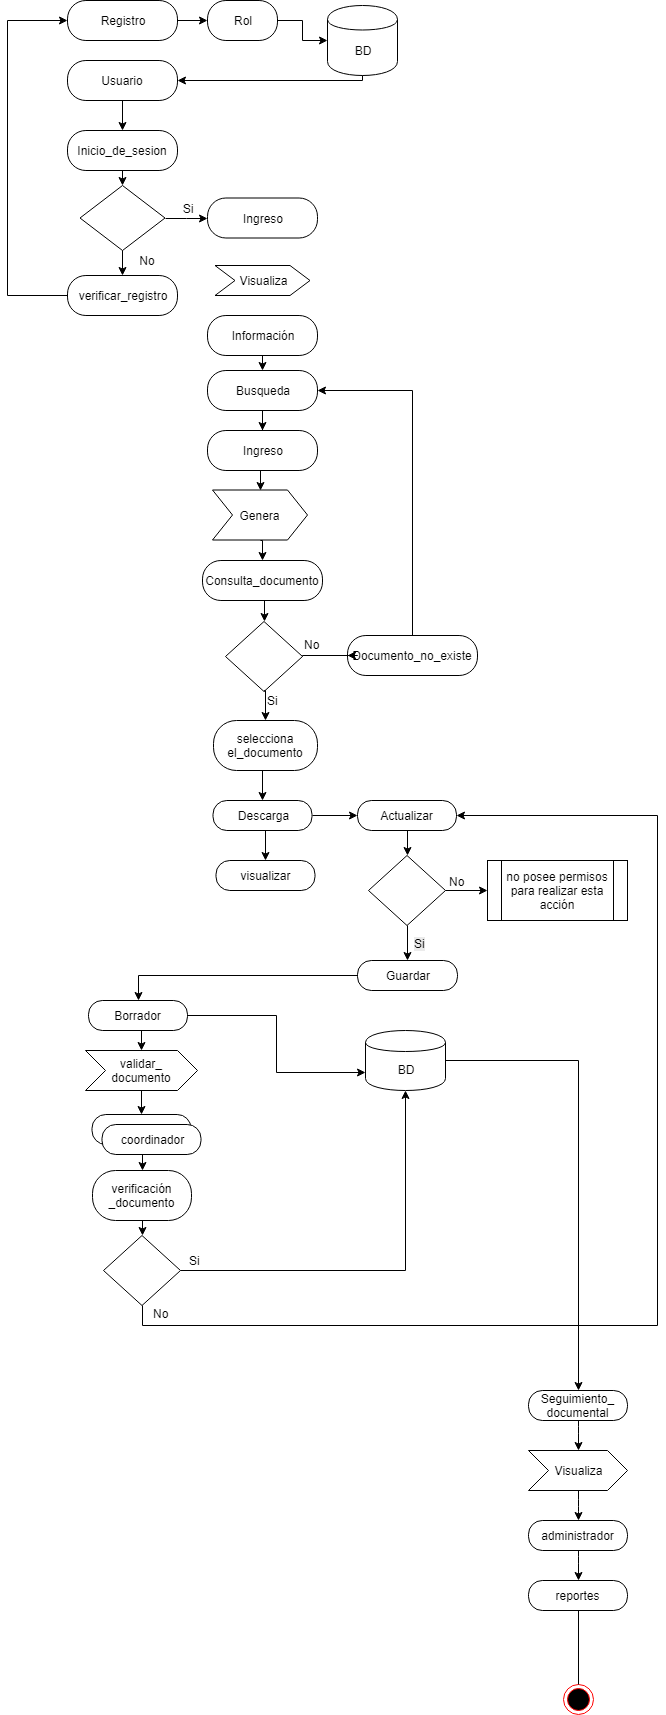 Registro
Rol
BD
Usuario
Inicio_de_sesion
Si
Ingreso
No
verificar_registro
Visualiza
Información
Busqueda
Ingreso
Genera
Consulta_documento
No
Documento_no_existe
Si
selecciona
el_documento
Descarga
Actualizar
visualizar
No
no posee permisos
para realizar esta
acción
Si
Guardar
Borrador
validar_
documento
BD
coordinador
verificación
_documento
Si
No
Seguimiento_
documental
Visualiza
administrador
reportes